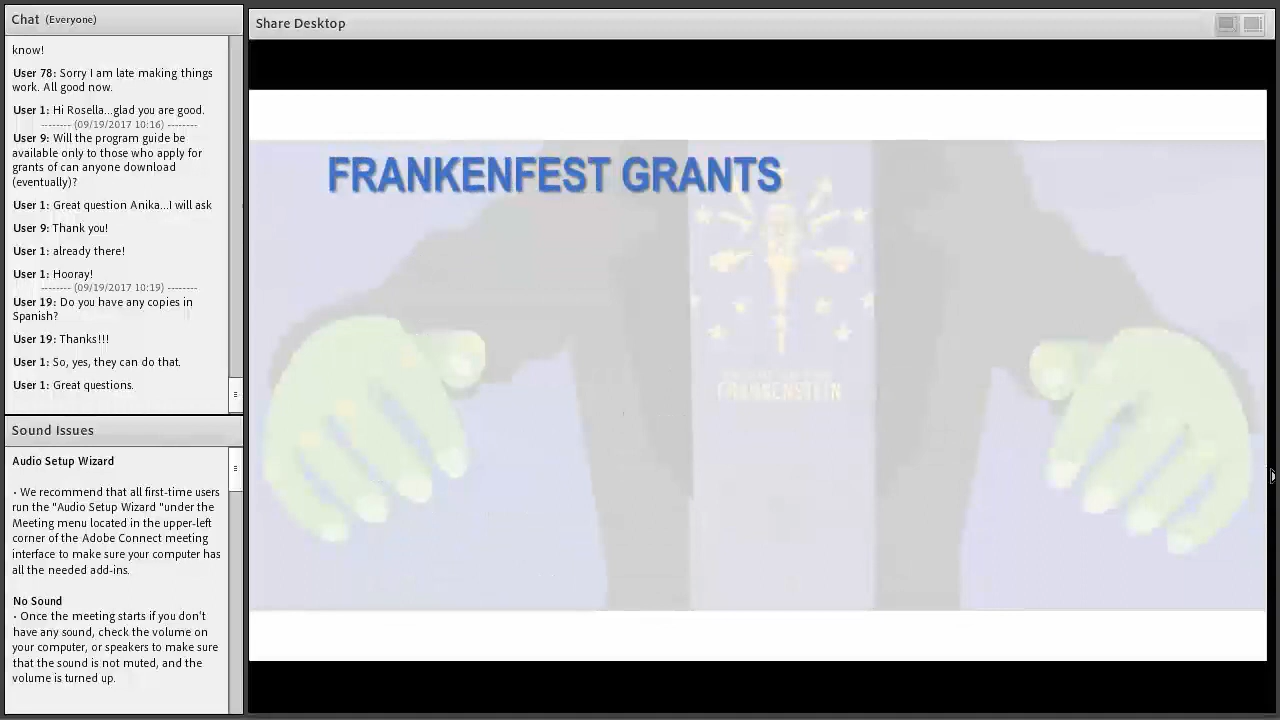 Chat (Everyone)
know!
User 78: Sorry I am late making things
work. All good now.
User 1: Hi Rosella...glad you are good.
-------- (09/19/2017 10:16) --------
User 9: Will the program guide be
available only to those who apply for
grants of can anyone download
(eventually)?
User 1: Great question Anika...I will ask
User 9: Thank you!
User 1: already there!
User 1: Hooray!
-------- (09/19/2017 10:19) --------
User 19: Do you have any copies in
Spanish?
User 19: Thanks!!!
User 1: So, yes, they can do that.
User 1: Great questions.
Sound Issues
Audio Setup Wizard
• We recommend that all first-time users
run the "Audio Setup Wizard "under the
Meeting menu located in the upper-left
corner of the Adobe Connect meeting
interface to make sure your computer has
all the needed add-ins.
No Sound
• Once the meeting starts if you don't
have any sound, check the volume on
your computer, or speakers to make sure
that the sound is not muted, and the
volume is turned up.
Share Desktop
FRANKENFEST GRANTS
FRANKENSTEIN